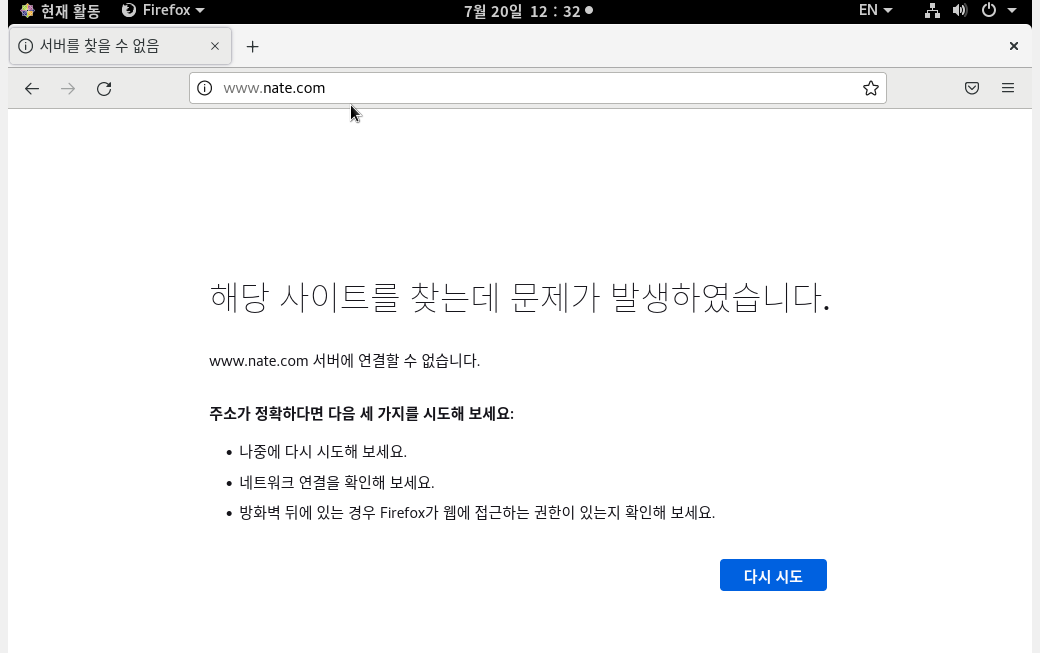 현재 활동 Firefox 7월 20일 12 : 32 EN
서버를 찾을 수 없음
www.nate.com
해당 사이트를 찾는데 문제가 발생하였습니다.
www.nate.com 서버에 연결할 수 없습니다.
주소가 정확하다면 다음 세 가지를 시도해 보세요:
• 나중에 다시 시도해 보세요.
• 네트워크 연결을 확인해 보세요.
• 방화벽 뒤에 있는 경우 Firefox가 웹에 접근하는 권한이 있는지 확인해 보세요.
다시 시도